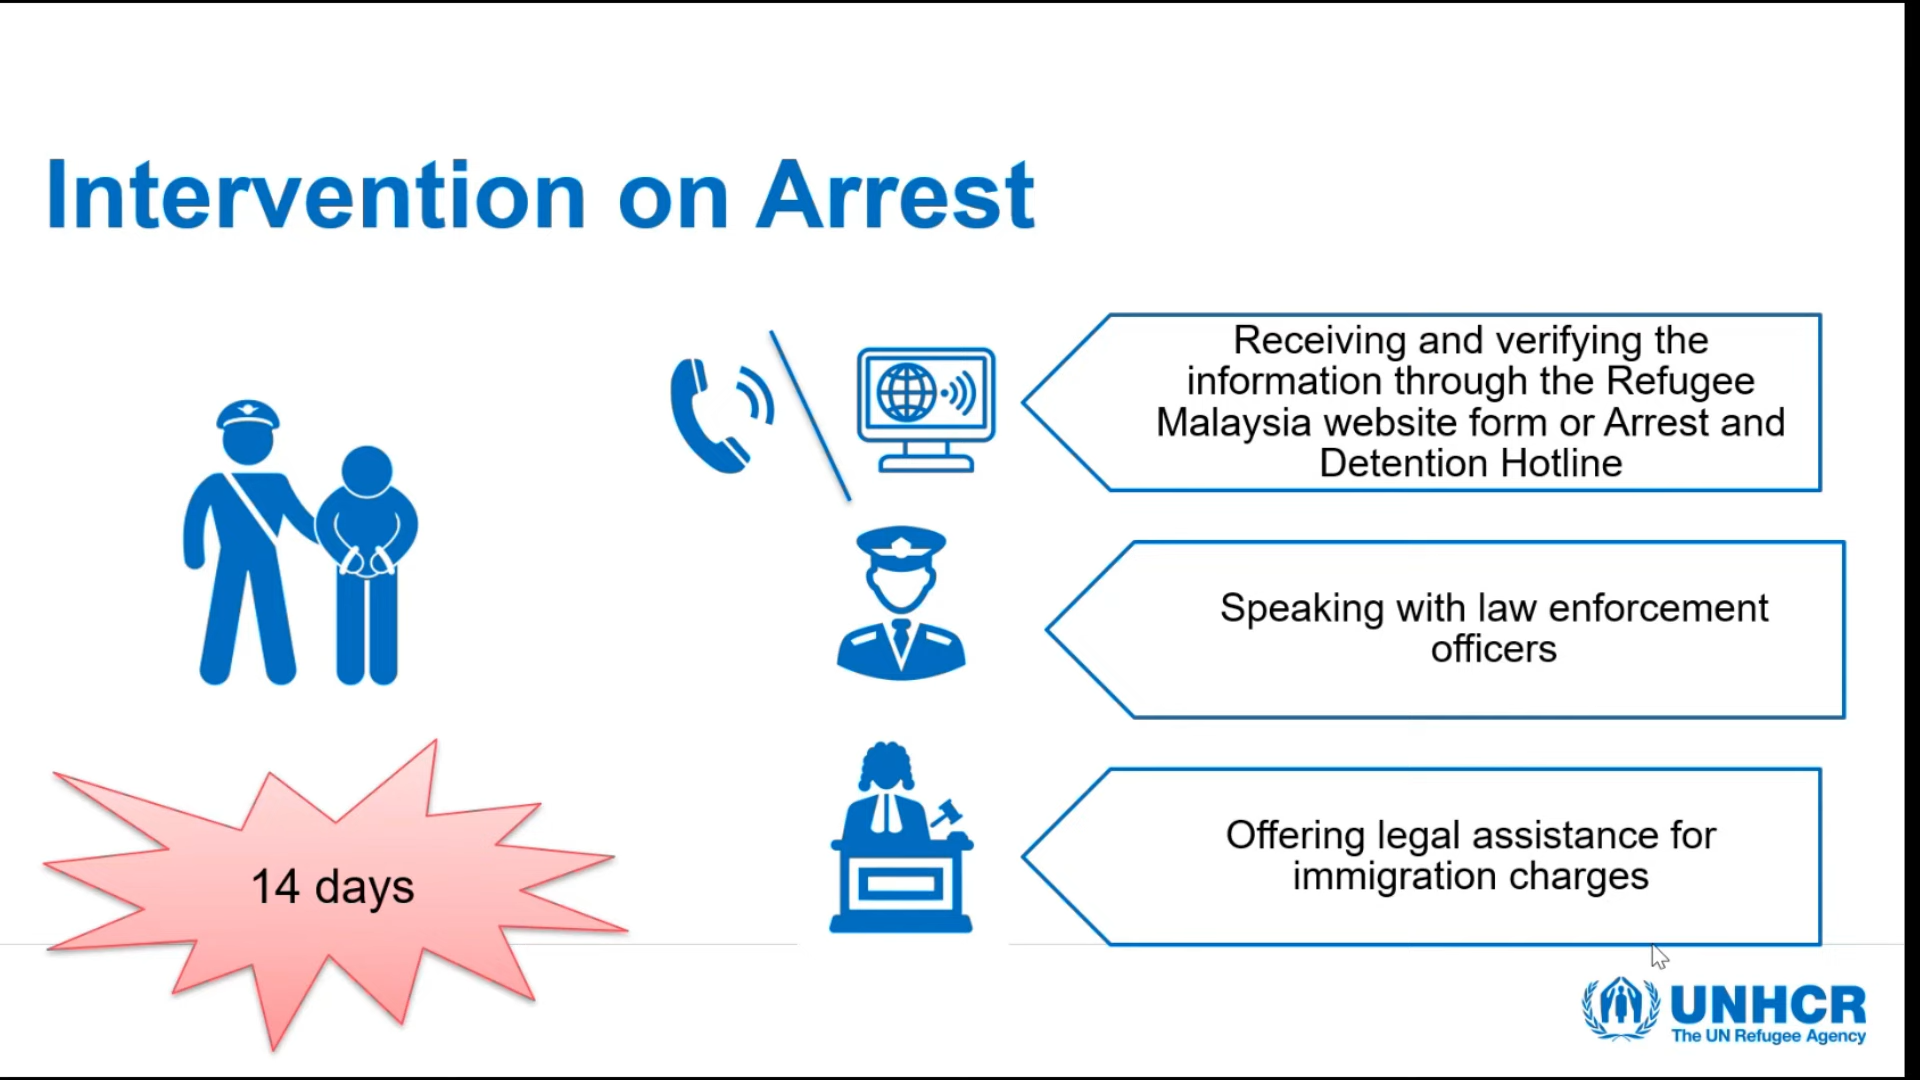 Intervention on Arrest
Receiving and verifying the
information through the Refugee
Malaysia website form or Arrest and
Detention Hotline
Speaking with law enforcement
officers
Offering legal assistance for
immigration charges
14 days
UNHCR
The UN Refugee Agency